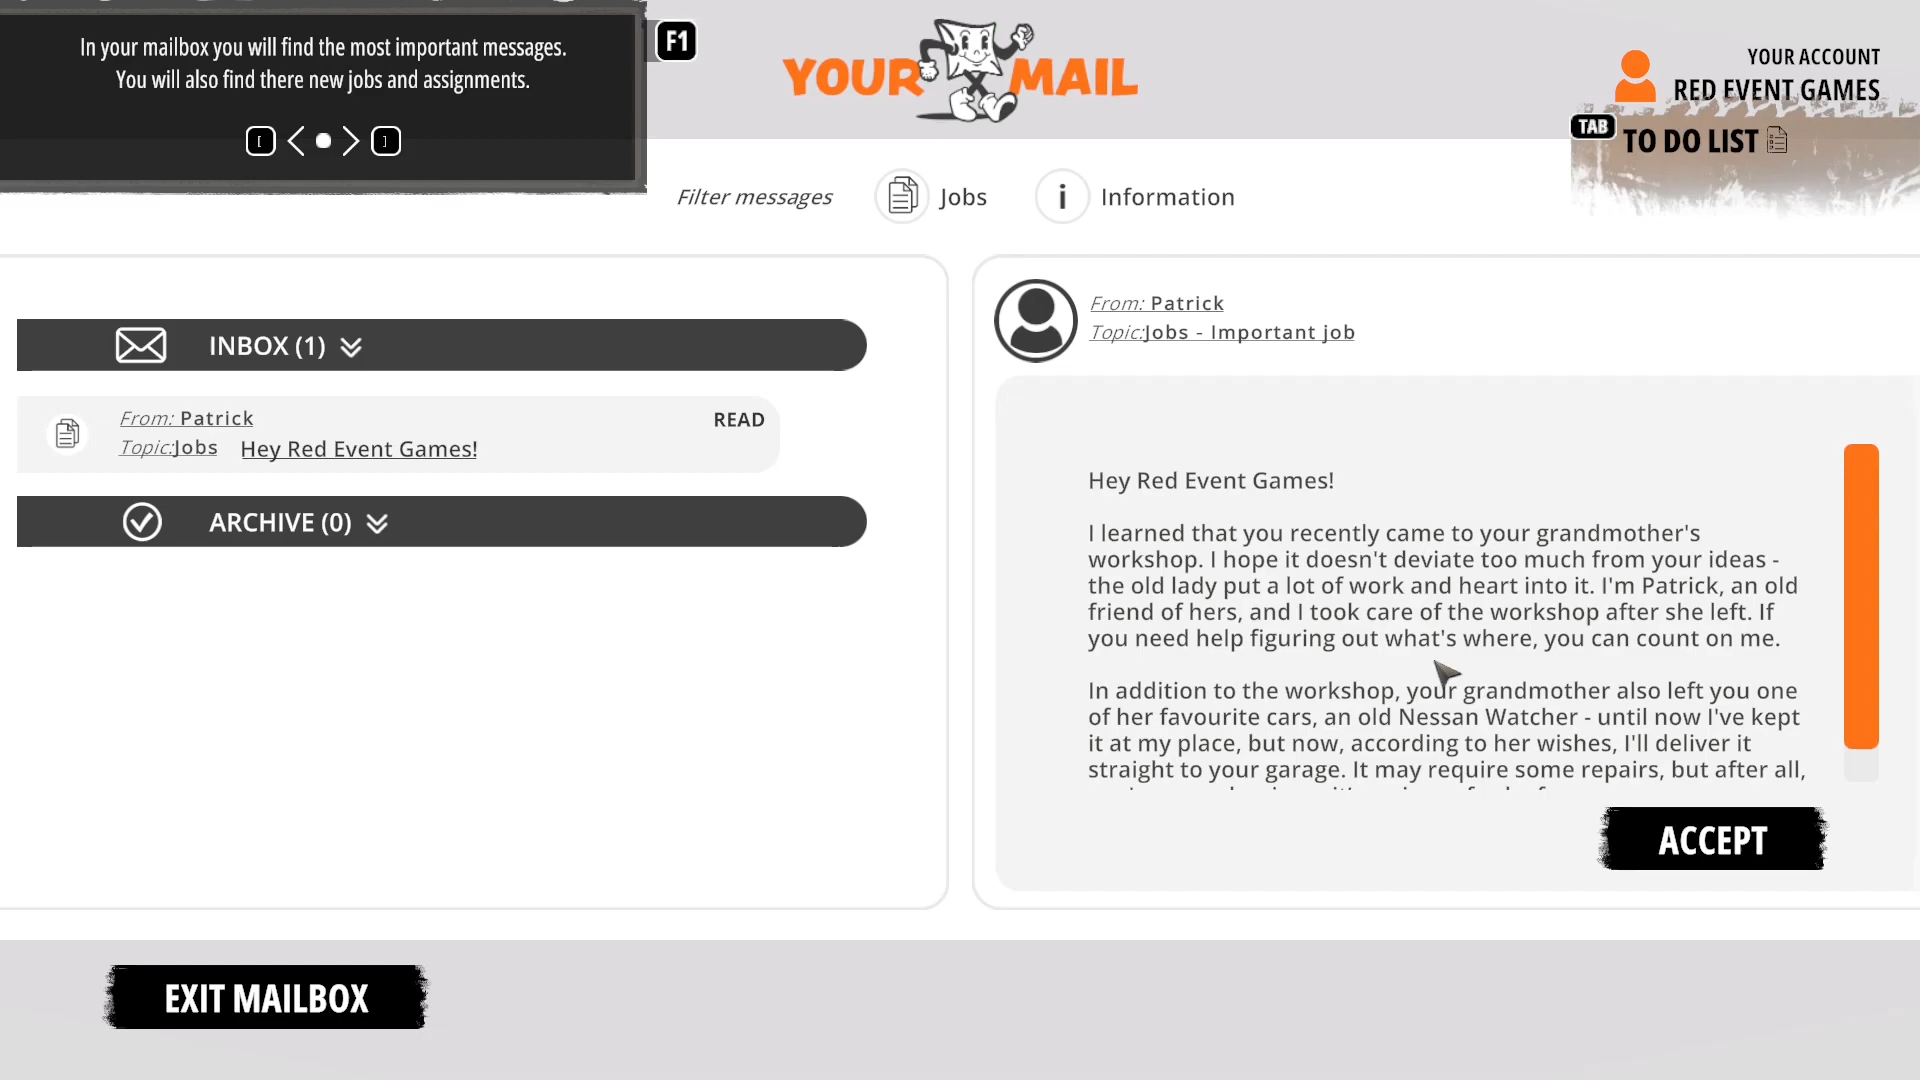 In your mailbox you will find the most important messages.
You will also find there new jobs and assignments.
[
]
F1
YOUR MAIL
YOUR ACCOUNT
RED EVENT GAMES
TAB
TO DO LIST
Filter messages
Jobs
i
Information
INBOX (1)
From: Patrick
Topic:Jobs
Hey Red Event Games!
READ
ARCHIVE (0)
From: Patrick
Topic:Jobs - Important job
Hey Red Event Games!
I learned that you recently came to your grandmother's
workshop. I hope it doesn't deviate too much from your ideas -
the old lady put a lot of work and heart into it. I'm Patrick, an old
friend of hers, and I took care of the workshop after she left. If
you need help figuring out what's where, you can count on me.
In addition to the workshop, your grandmother also left you one
of her favourite cars, an old Nessan Watcher - until now I've kept
it at my place, but now, according to her wishes, I'll deliver it
straight to your garage. It may require some repairs, but after all,
ACCEPT
EXIT MAILBOX